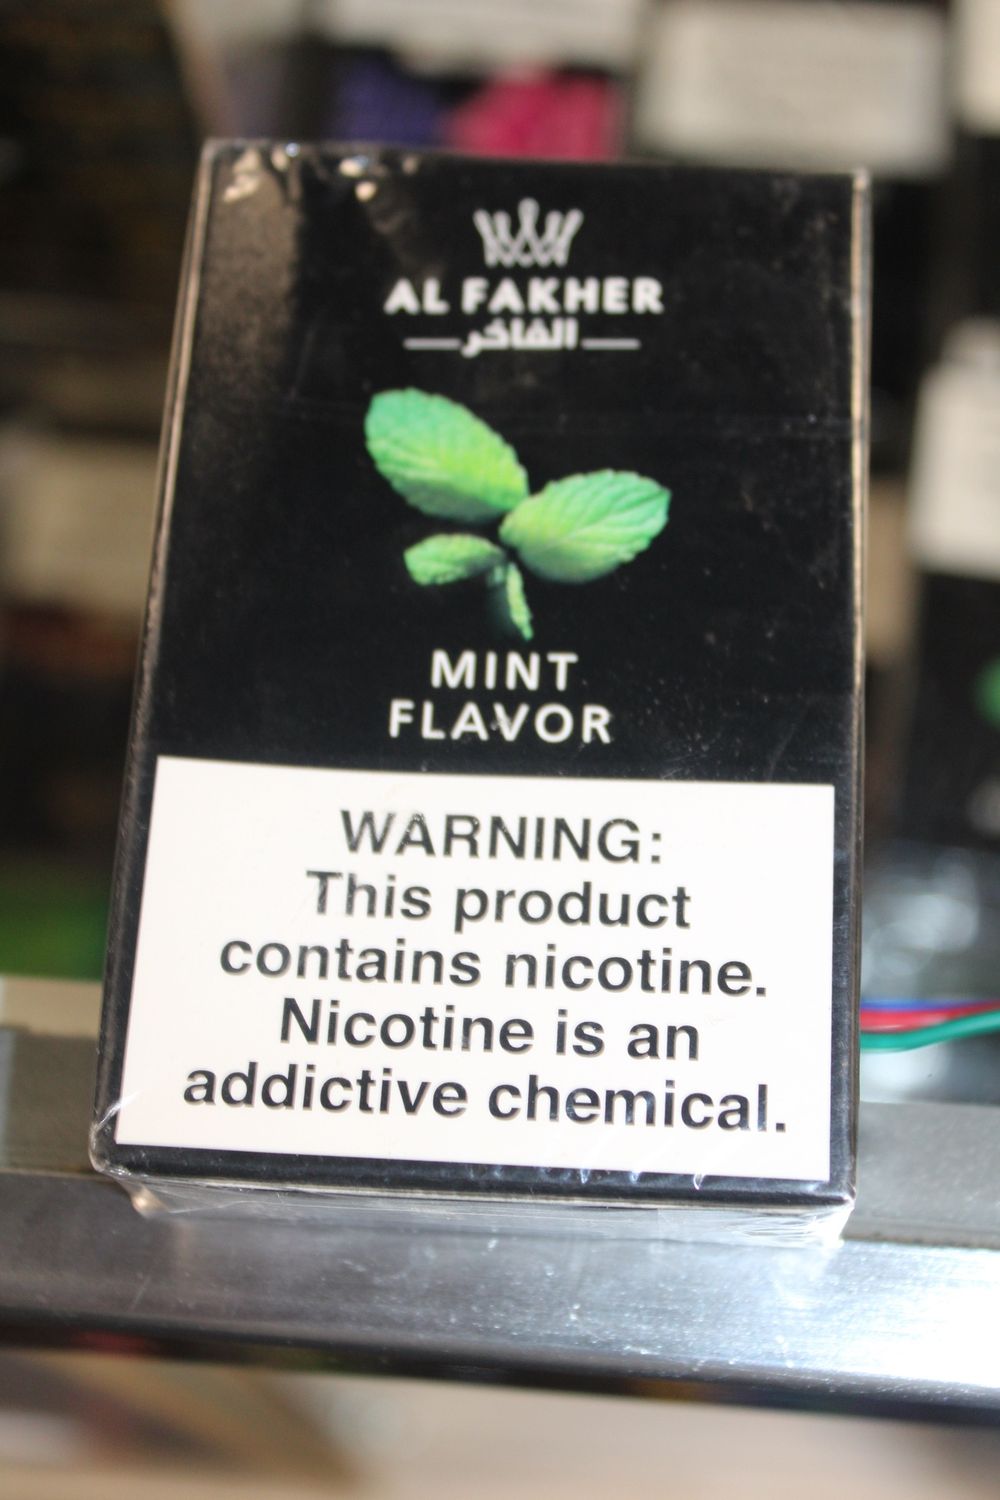 AL FAKHER
الفاخر
MINT
FLAVOR
WARNING:
This product
contains nicotine.
Nicotine is an
addictive chemical.